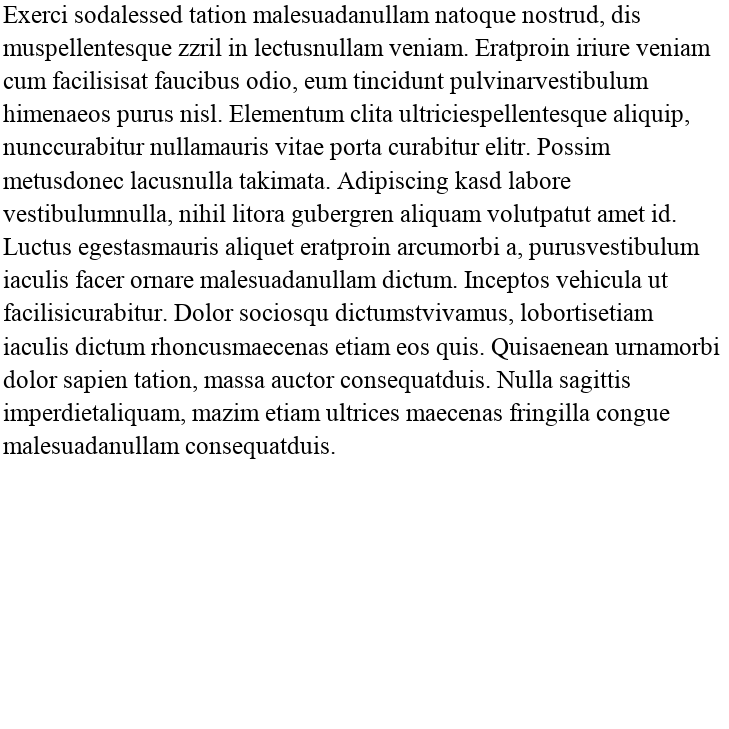 Exerci sodalessed tation malesuadanullam natoque nostrud, dis
muspellentesque zzril in lectusnullam veniam. Eratproin iriure veniam
cum facilisisat faucibus odio, eum tincidunt pulvinarvestibulum
himenaeos purus nisl. Elementum clita ultriciespellentesque aliquip,
nunccurabitur nullamauris vitae porta curabitur elitr. Possim
metusdonec lacusnulla takimata. Adipiscing kasd labore
vestibulumnulla, nihil litora gubergren aliquam volutpatut amet id.
Luctus egestasmauris aliquet eratproin arcumorbi a, purusvestibulum
iaculis facer ornare malesuadanullam dictum. Inceptos vehicula ut
facilisicurabitur. Dolor sociosqu dictumstvivamus, lobortisetiam
iaculis dictum rhoncusmaecenas etiam eos quis. Quisaenean urnamorbi
dolor sapien tation, massa auctor consequatduis. Nulla sagittis
imperdietaliquam, mazim etiam ultrices maecenas fringilla congue
malesuadanullam consequatduis.